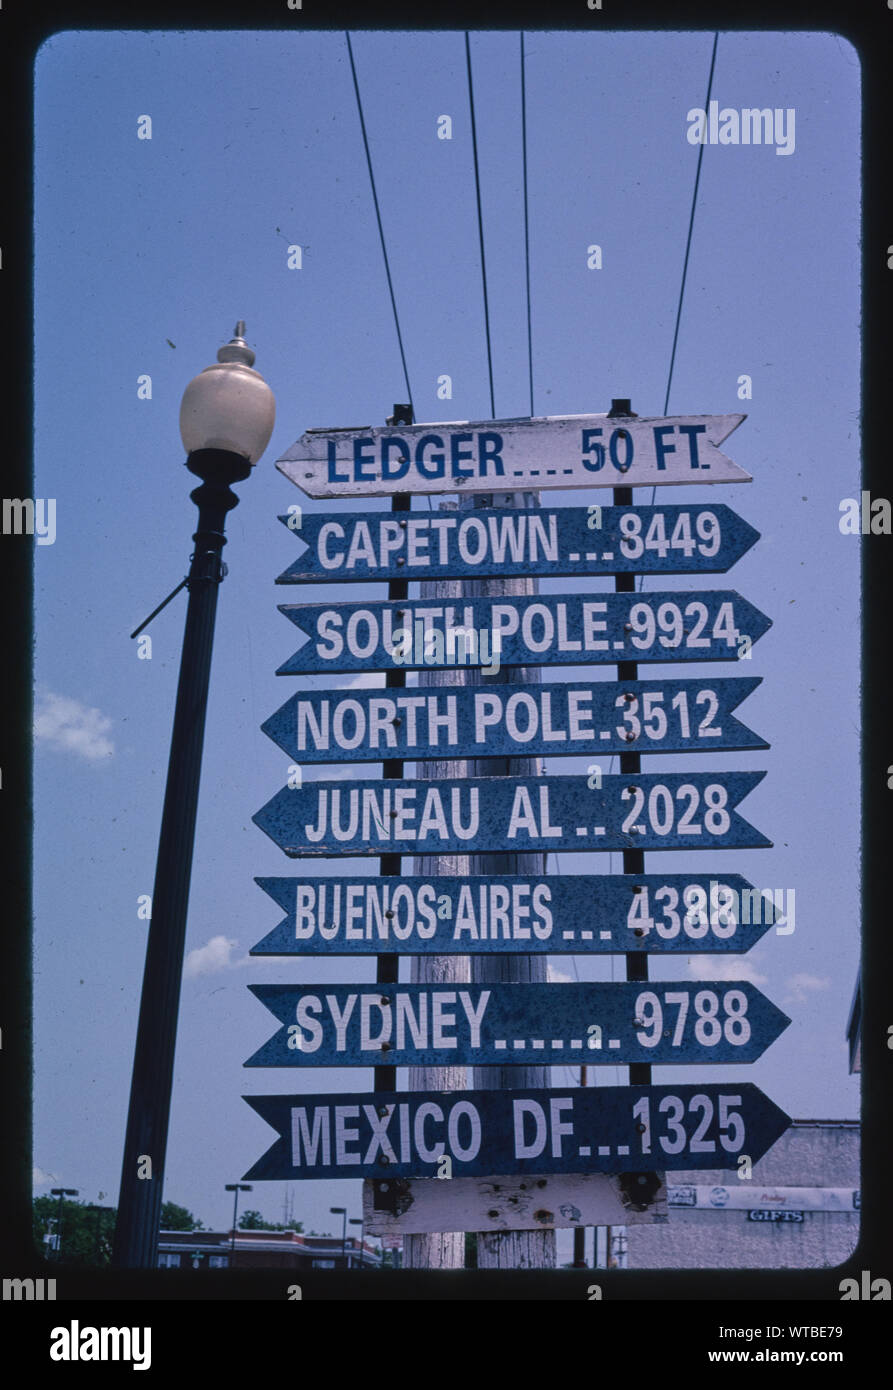 LEDGER....50 FT.
CAPETOWN...8449
SOUTH POLE.9924
NORTH POLE.3512
JUNEAU AL..2028
BUENOS AIRES...4388
SYDNEY.......9788
MEXICO DF...1325
GIFTS
alamy
a
alamy
Image ID: WTBE79
www.alamy.com